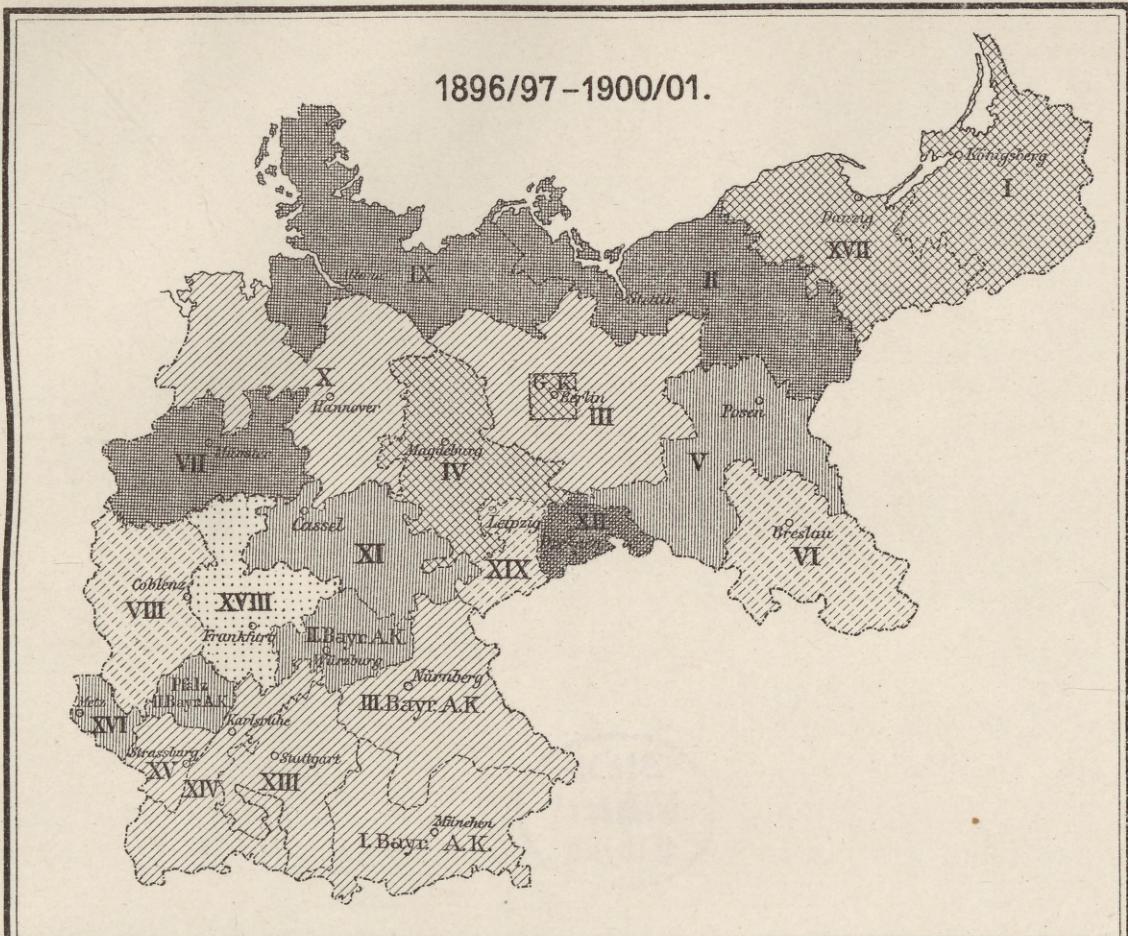 1896/97–1900/01.
Königsberg
I
Danzig
XVII
Altona
IX
II
Stettin
X
Hannover
G.K.
Berlin
III
Posen
V
VII
Münster
Magdeburg
IV
Cassel
XI
Leipzig
XIX
XII
Breslau
VI
Coblenz
VIII
XVIII
Frankfurt
II.Bayr.A.K.
Würzburg
Nürnberg
III.Bayr.A.K.
Metz
XVI
Pfalz
II.Bayr.A.K.
Karlsruhe
Strassburg
XV
XIV
Stuttgart
XIII
München
I.Bayr. A.K.